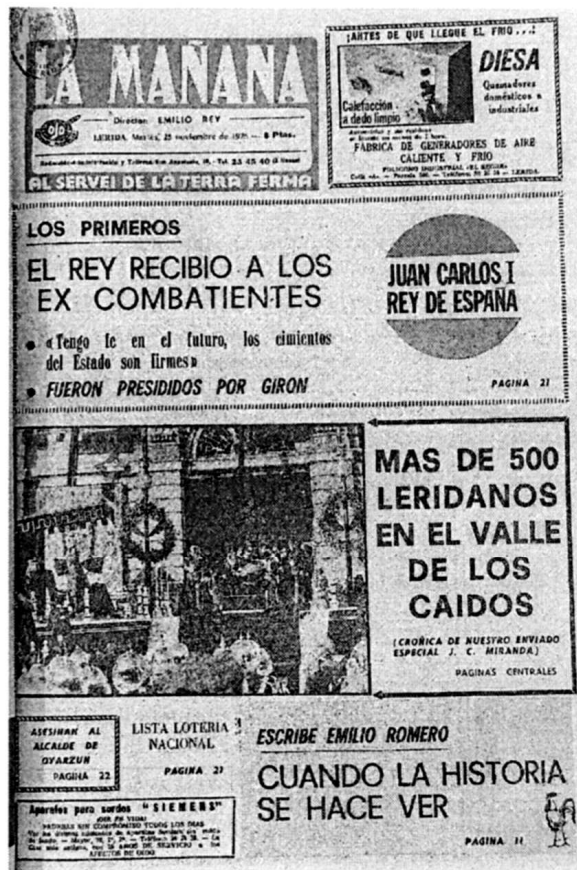 LA MAÑANA
Director: EMILIO REY
LERIDA, Martes, 25 noviembre de 1975 — 8 Ptas.
AL SERVEI DE LA TERRA FERMA
¡ANTES DE QUE LLEGUE EL FRIO...!
DIESA
Quemadores
domésticos e
industriales
Calefacción
a dedo limpio
FABRICA DE GENERADORES DE AIRE
CALIENTE Y FRIO
LOS PRIMEROS
EL REY RECIBIO A LOS
EX COMBATIENTES
● «Tengo fe en el futuro, los cimientos
del Estado son firmes»
● FUERON PRESIDIDOS POR GIRON
JUAN CARLOS I
REY DE ESPAÑA
PAGINA 21
MAS DE 500
LERIDANOS
EN EL VALLE
DE LOS
CAIDOS
(CRONICA DE NUESTRO ENVIADO
ESPECIAL J. C. MIRANDA)
PAGINAS CENTRALES
ASESINAN AL
ALCALDE DE
OYARZUN
PAGINA 22
LISTA LOTERIA
NACIONAL
PAGINA 21
Aparatos para sordos "SIEMENS"
ESCRIBE EMILIO ROMERO
CUANDO LA HISTORIA
SE HACE VER
PAGINA 11